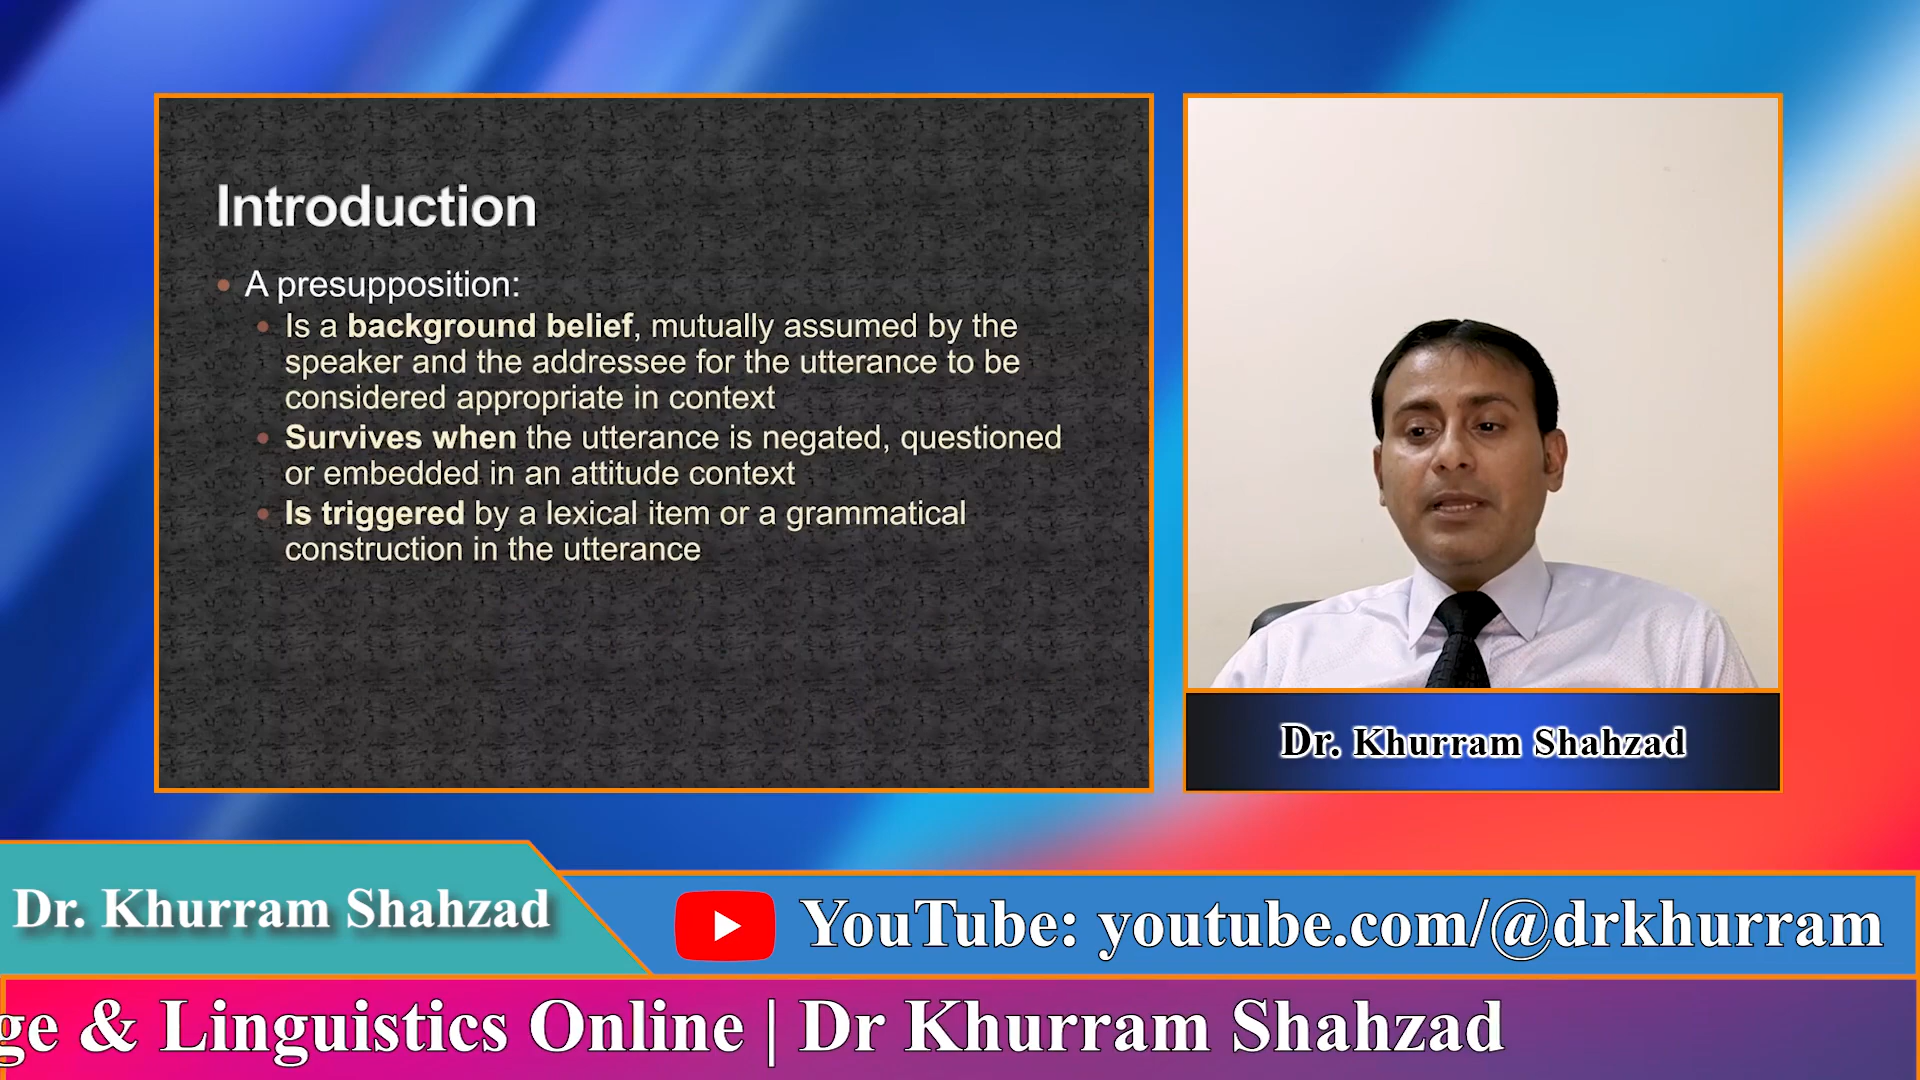 Introduction
A presupposition:
Is a background belief, mutually assumed by the
speaker and the addressee for the utterance to be
considered appropriate in context
Survives when the utterance is negated, questioned
or embedded in an attitude context
Is triggered by a lexical item or a grammatical
construction in the utterance
Dr. Khurram Shahzad
Dr. Khurram Shahzad
YouTube: youtube.com/@drkhurram
ge & Linguistics Online | Dr Khurram Shahzad